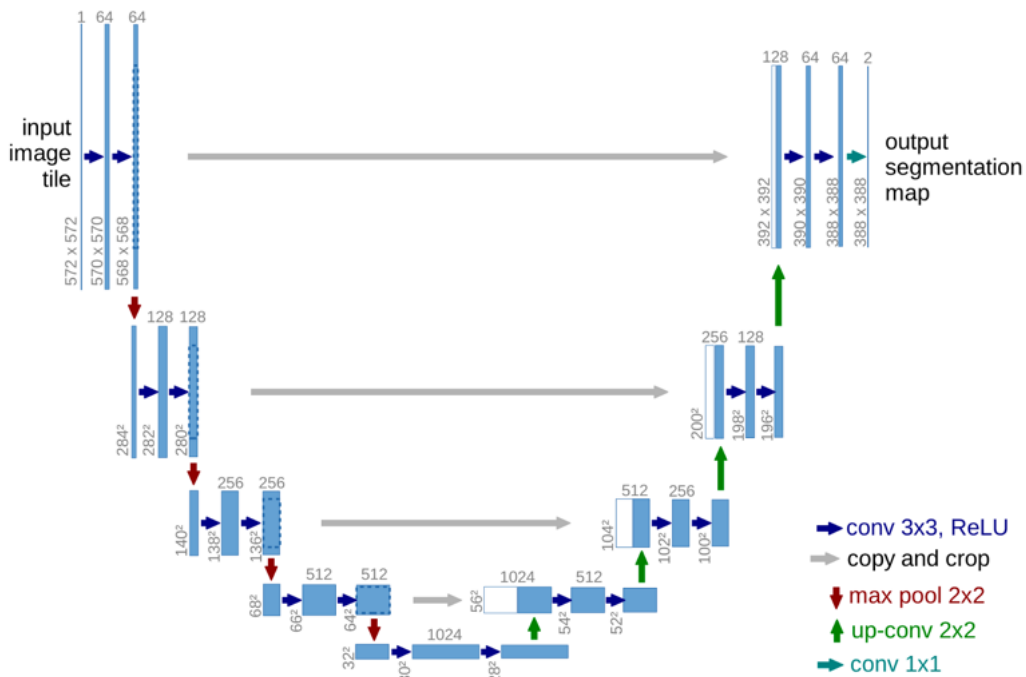 1 64 64
128 64 64 2
input
image
tile
output
segmentation
map
572 x 572
570 x 570
568 x 568
392 x 392
390 x 390
388 x 388
388 x 388
128 128
256 128
284²
282²
280²
200²
198²
196²
256 256
512 256
140²
138²
136²
104²
102²
100²
512 512
1024 512
68²
66²
64²
56²
54²
52²
1024
32²
conv 3x3, ReLU
copy and crop
max pool 2x2
up-conv 2x2
conv 1x1